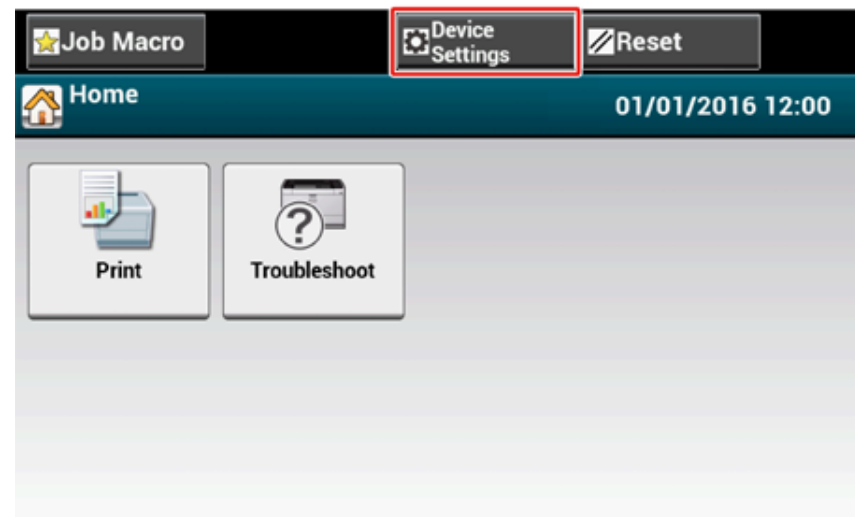 Job Macro
Device
Settings
Reset
Home
01/01/2016 12:00
Print
Troubleshoot